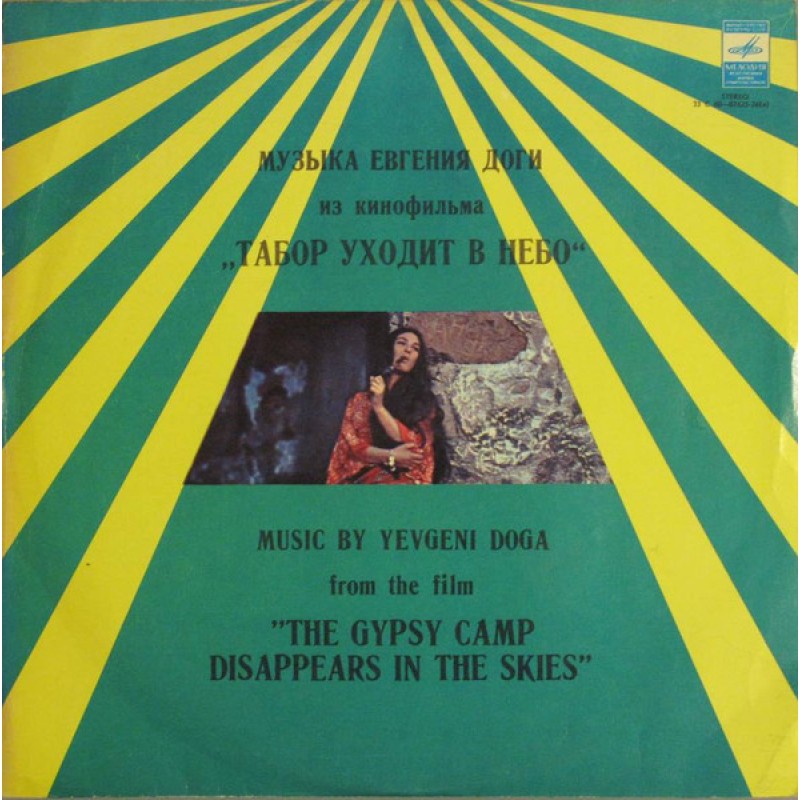 МЕЛОДИЯ
STEREO
МУЗЫКА ЕВГЕНИЯ ДОГИ
из кинофильма
„ТАБОР УХОДИТ В НЕБО“
MUSIC BY YEVGENI DOGA
from the film
"THE GYPSY CAMP
DISAPPEARS IN THE SKIES"